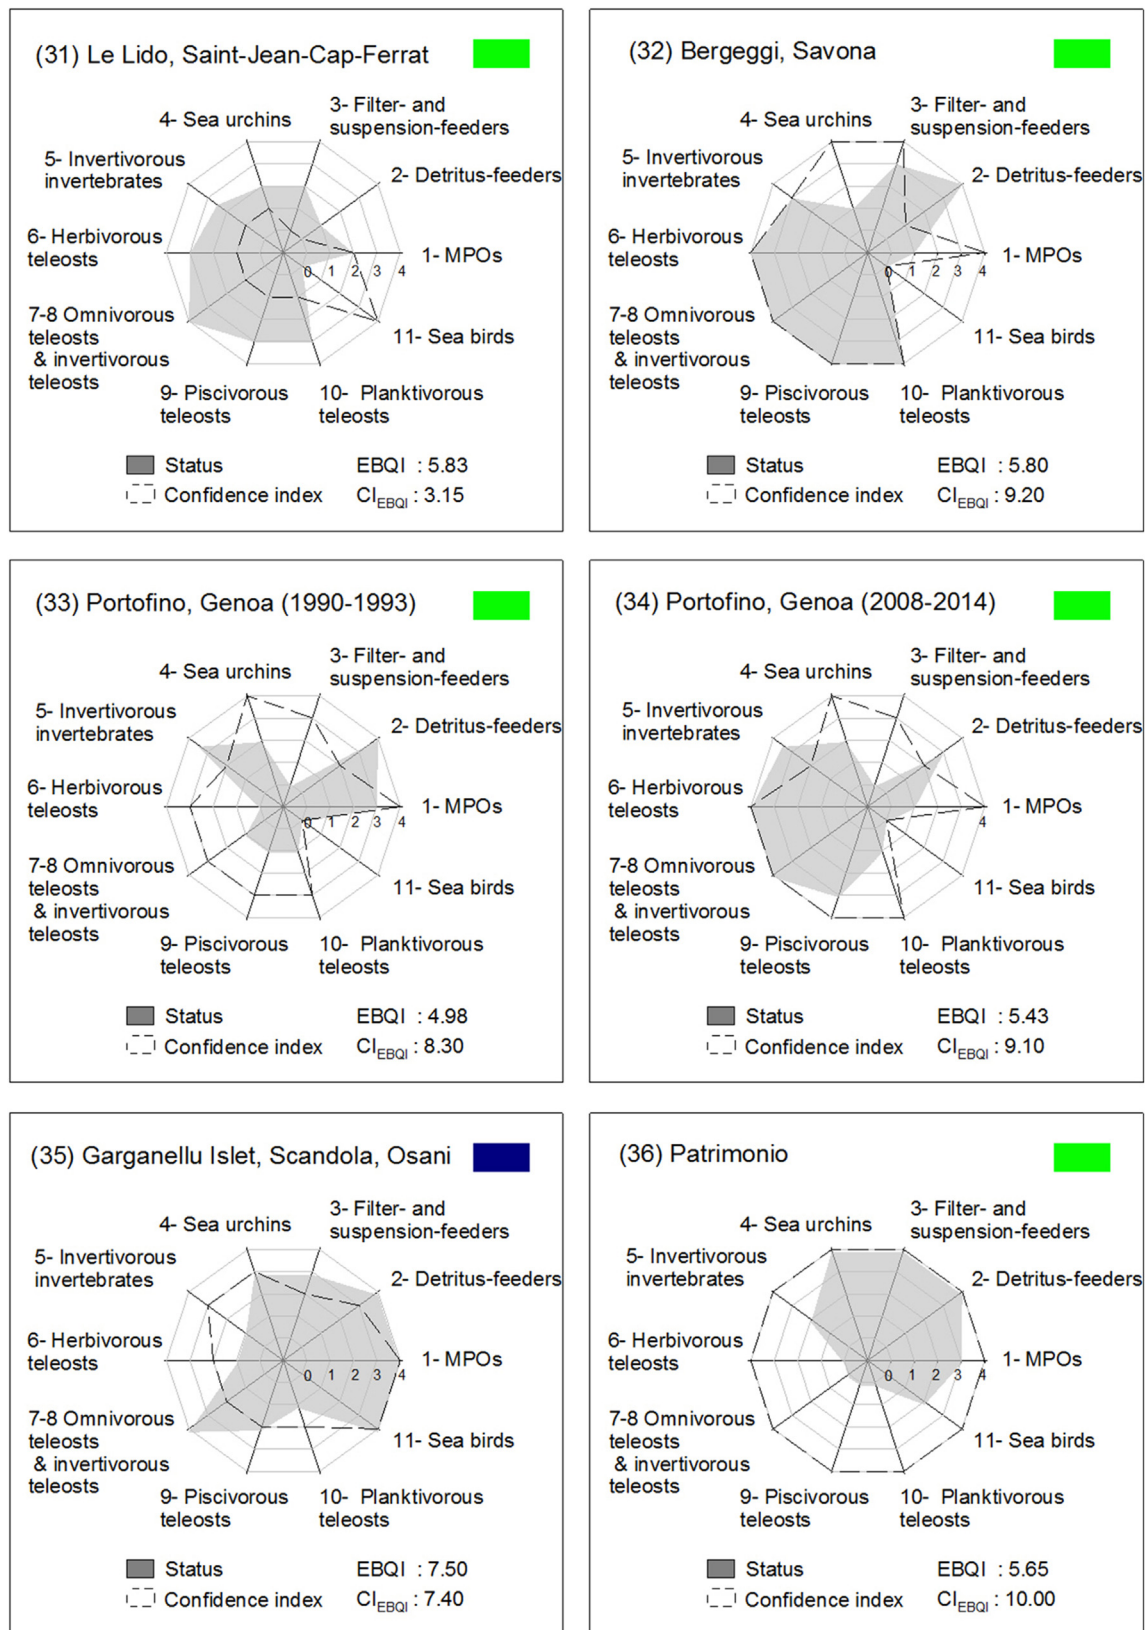 (31) Le Lido, Saint-Jean-Cap-Ferrat
4- Sea urchins
3- Filter- and
suspension-feeders
5- Invertivorous
invertebrates
2- Detritus-feeders
6- Herbivorous
teleosts
0 1 2 3 4
1- MPOs
7-8 Omnivorous
teleosts
& invertivorous
teleosts
11- Sea birds
9- Piscivorous
teleosts
10- Planktivorous
teleosts
Status
EBQI : 5.83
Confidence index
CI_EBQI : 3.15
(32) Bergeggi, Savona
4- Sea urchins
3- Filter- and
suspension-feeders
5- Invertivorous
invertebrates
2- Detritus-feeders
6- Herbivorous
teleosts
0 1 2 3 4
1- MPOs
7-8 Omnivorous
teleosts
& invertivorous
teleosts
11- Sea birds
9- Piscivorous
teleosts
10- Planktivorous
teleosts
Status
EBQI : 5.80
Confidence index
CI_EBQI : 9.20
(33) Portofino, Genoa (1990-1993)
4- Sea urchins
3- Filter- and
suspension-feeders
5- Invertivorous
invertebrates
2- Detritus-feeders
6- Herbivorous
teleosts
0 1 2 3 4
1- MPOs
7-8 Omnivorous
teleosts
& invertivorous
teleosts
11- Sea birds
9- Piscivorous
teleosts
10- Planktivorous
teleosts
Status
EBQI : 4.98
Confidence index
CI_EBQI : 8.30
(34) Portofino, Genoa (2008-2014)
4- Sea urchins
3- Filter- and
suspension-feeders
5- Invertivorous
invertebrates
2- Detritus-feeders
6- Herbivorous
teleosts
4
1- MPOs
7-8 Omnivorous
teleosts
& invertivorous
teleosts
11- Sea birds
9- Piscivorous
teleosts
10- Planktivorous
teleosts
Status
EBQI : 5.43
Confidence index
CI_EBQI : 9.10
(35) Garganellu Islet, Scandola, Osani
4- Sea urchins
3- Filter- and
suspension-feeders
5- Invertivorous
invertebrates
2- Detritus-feeders
6- Herbivorous
teleosts
0 1 2 3 4
1- MPOs
7-8 Omnivorous
teleosts
& invertivorous
teleosts
11- Sea birds
9- Piscivorous
teleosts
10- Planktivorous
teleosts
Status
EBQI : 7.50
Confidence index
CI_EBQI : 7.40
(36) Patrimonio
4- Sea urchins
3- Filter- and
suspension-feeders
5- Invertivorous
invertebrates
2- Detritus-feeders
6- Herbivorous
teleosts
0 1 2 3 4
1- MPOs
7-8 Omnivorous
teleosts
& invertivorous
teleosts
11- Sea birds
9- Piscivorous
teleosts
10- Planktivorous
teleosts
Status
EBQI : 5.65
Confidence index
CI_EBQI : 10.00